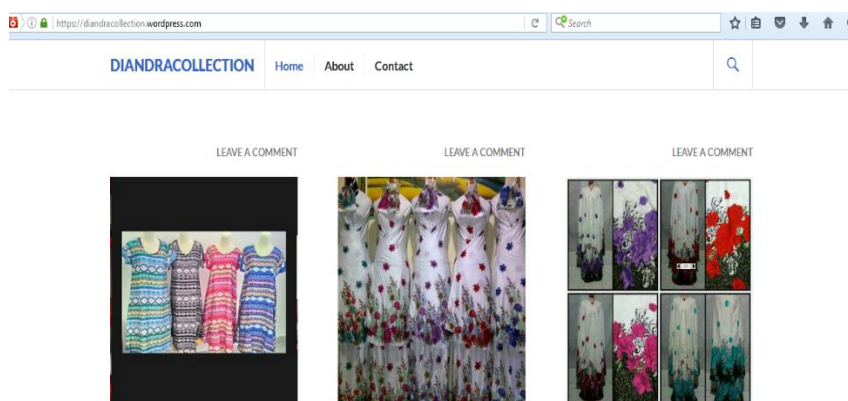 https://diandracollection.wordpress.com
Search
DIANDRACOLLECTION Home About Contact
LEAVE A COMMENT LEAVE A COMMENT LEAVE A COMMENT